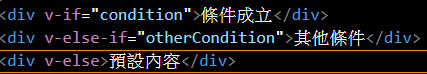 <div v-if="condition">條件成立</div>
<div v-else-if="otherCondition">其他條件</div>
<div v-else>預設內容</div>